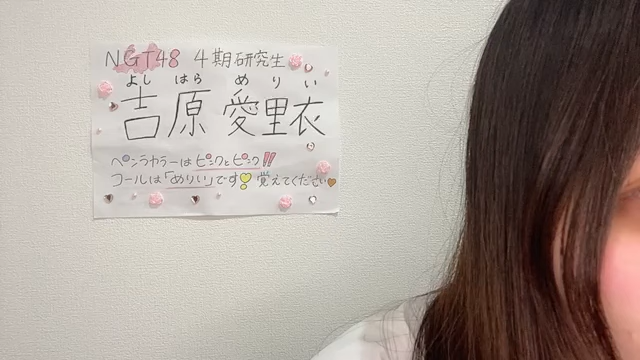 NGT48 4期研究生
よし はら め り い
吉原 愛里衣
ペンラカラーはピンクとピンク!!
コールは「めりい」です! 覚えてください